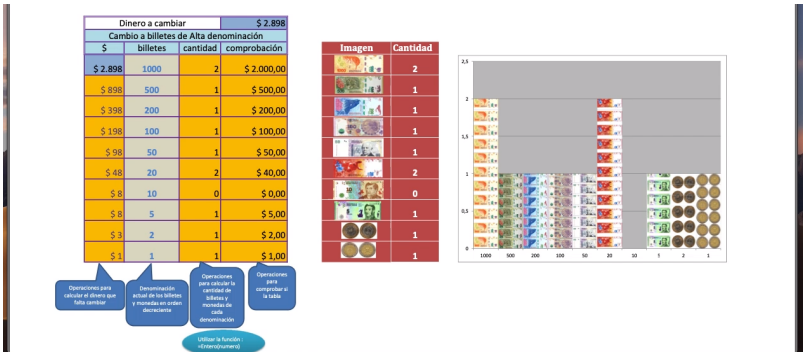 Dinero a cambiar $ 2.898
Cambio a billetes de Alta denominación
$ billetes cantidad comprobación
$ 2.898 1000 2 $ 2.000,00
$ 898 500 1 $ 500,00
$ 398 200 1 $ 200,00
$ 198 100 1 $ 100,00
$ 98 50 1 $ 50,00
$ 48 20 2 $ 40,00
$ 8 10 0 $ 0,00
$ 8 5 1 $ 5,00
$ 3 2 1 $ 2,00
$ 1 1 1 $ 1,00
Operaciones para
calcular el dinero que
falta cambiar
Denominación
actual de los billetes
y monedas en orden
decreciente
Operaciones
para calcular la
cantidad de
billetes y
monedas de
cada
denominación
Operaciones
para
comprobar si
la tabla
Utilizar la función :
=Entero(numero)
Imagen Cantidad
2
1
1
1
1
2
0
1
1
1
2,5
2
1,5
1
0,5
0
1000 500 200 100 50 20 10 5 2 1